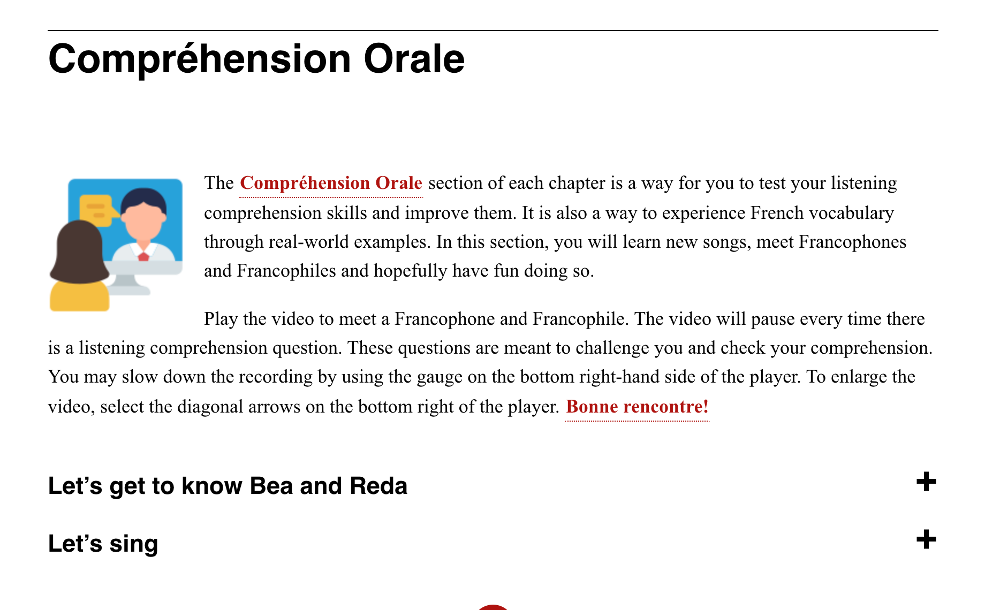 Compréhension Orale
The Compréhension Orale section of each chapter is a way for you to test your listening
comprehension skills and improve them. It is also a way to experience French vocabulary
through real-world examples. In this section, you will learn new songs, meet Francophones
and Francophiles and hopefully have fun doing so.
Play the video to meet a Francophone and Francophile. The video will pause every time there
is a listening comprehension question. These questions are meant to challenge you and check your comprehension.
You may slow down the recording by using the gauge on the bottom right-hand side of the player. To enlarge the
video, select the diagonal arrows on the bottom right of the player. Bonne rencontre!
Let’s get to know Bea and Reda +
Let’s sing +